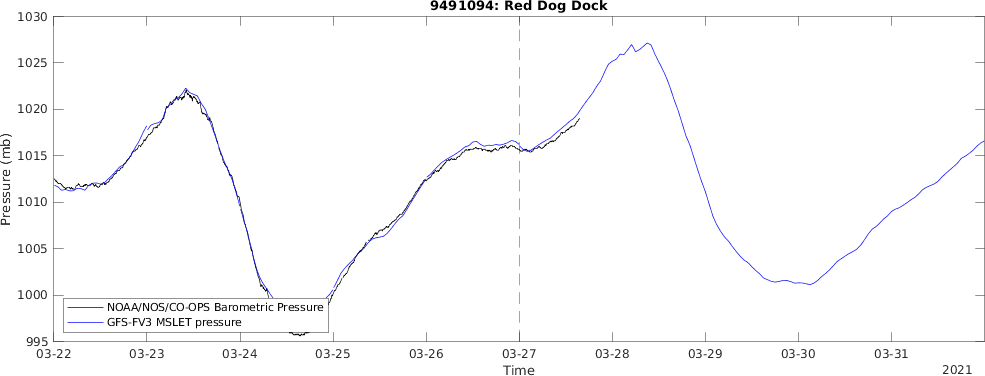 9491094: Red Dog Dock
1030
1025
1020
1015
1010
1005
1000
995
Pressure (mb)
NOAA/NOS/CO-OPS Barometric Pressure
GFS-FV3 MSLET pressure
03-22 03-23 03-24 03-25 03-26 03-27 03-28 03-29 03-30 03-31
Time
2021